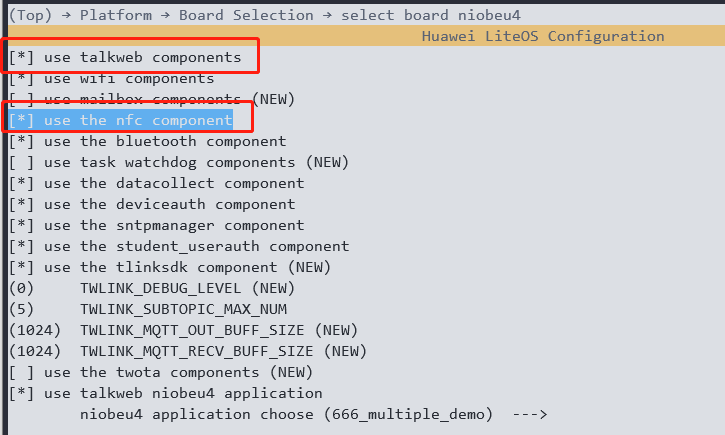 (Top) → Platform → Board Selection → select board niobeu4
Huawei LiteOS Configuration
[*] use talkweb components
[*] use wifi components
[ ] use mailbox components (NEW)
[*] use the nfc component
[*] use the bluetooth component
[ ] use task watchdog components (NEW)
[*] use the datacollect component
[*] use the deviceauth component
[*] use the sntpmanager component
[*] use the student_userauth component
[*] use the tlinksdk component (NEW)
(0) TWLINK_DEBUG_LEVEL (NEW)
(5) TWLINK_SUBTOPIC_MAX_NUM
(1024) TWLINK_MQTT_OUT_BUFF_SIZE (NEW)
(1024) TWLINK_MQTT_RECV_BUFF_SIZE (NEW)
[ ] use the twota components (NEW)
[*] use talkweb niobeu4 application
niobeu4 application choose (666_multiple_demo) --->